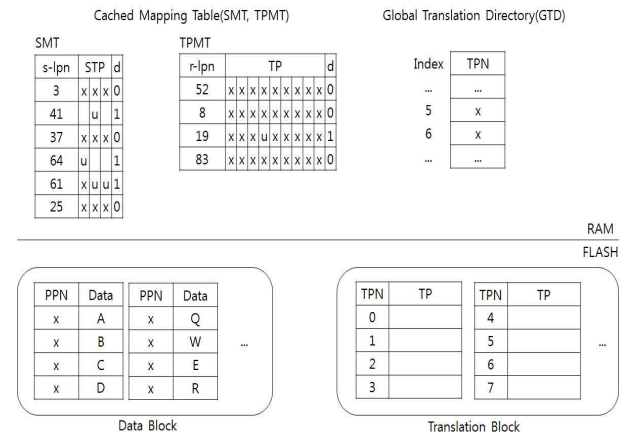 Cached Mapping Table(SMT, TPMT)
Global Translation Directory(GTD)
SMT
s-lpn STP d
3 x x x 0
41 u 1
37 x x x 0
64 u 1
61 x u u 1
25 x x x 0
TPMT
r-lpn TP d
52 x x x x x x x x x 0
8 x x x x x x x x x 0
19 x x x u x x x x x 1
83 x x x x x x x x x 0
Index TPN
... ...
5 x
6 x
... ...
RAM
FLASH
PPN Data PPN Data
x A x Q
x B x W
x C x E
x D x R
...
Data Block
TPN TP TPN TP
0 4
1 5
2 6
3 7
...
Translation Block